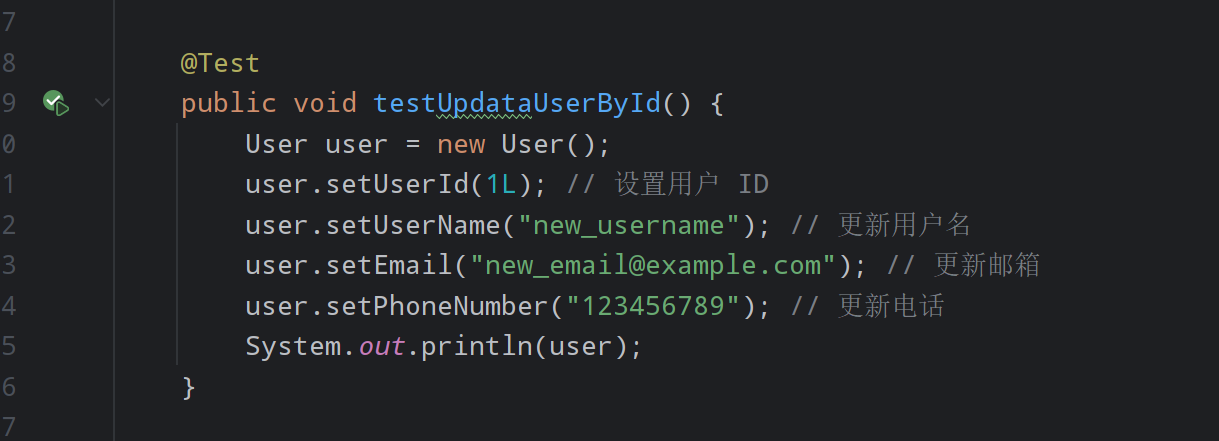 7
8 @Test
9 public void testUpdataUserById() {
0 User user = new User();
1 user.setUserId(1L); // 设置用户 ID
2 user.setUserName("new_username"); // 更新用户名
3 user.setEmail("new_email@example.com"); // 更新邮箱
4 user.setPhoneNumber("123456789"); // 更新电话
5 System.out.println(user);
6 }
7